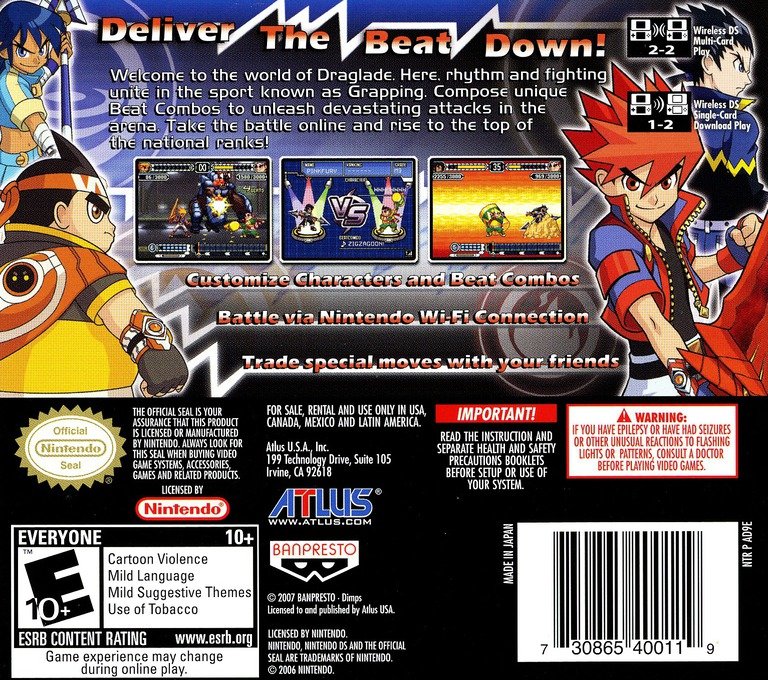 Deliver The Beat Down!
Welcome to the world of Draglade. Here, rhythm and fighting
unite in the sport known as Grapping. Compose unique
Beat Combos to unleash devastating attacks in the
arena. Take the battle online and rise to the top of
the national ranks!
2-2
Wireless DS
Multi-Card
Play
1-2
Wireless DS
Single-Card
Download Play
00
35
PINKFURY
VS
ZIGZAGOON!
Customize Characters and Beat Combos
Battle via Nintendo Wi-Fi Connection
Trade special moves with your friends
Official
Nintendo
Seal
®
THE OFFICIAL SEAL IS YOUR
ASSURANCE THAT THIS PRODUCT
IS LICENSED OR MANUFACTURED
BY NINTENDO. ALWAYS LOOK FOR
THIS SEAL WHEN BUYING VIDEO
GAME SYSTEMS, ACCESSORIES,
GAMES AND RELATED PRODUCTS.
LICENSED BY
Nintendo®
FOR SALE, RENTAL AND USE ONLY IN USA,
CANADA, MEXICO AND LATIN AMERICA.
Atlus U.S.A., Inc.
199 Technology Drive, Suite 105
Irvine, CA 92618
ATLUS®
WWW.ATLUS.COM
BANPRESTO
© 2007 BANPRESTO · Dimps
Licensed to and published by Atlus USA.
LICENSED BY NINTENDO.
NINTENDO, NINTENDO DS AND THE OFFICIAL
SEAL ARE TRADEMARKS OF NINTENDO.
© 2006 NINTENDO.
IMPORTANT!
READ THE INSTRUCTION AND
SEPARATE HEALTH AND SAFETY
PRECAUTIONS BOOKLETS
BEFORE SETUP OR USE OF
YOUR SYSTEM.
WARNING:
IF YOU HAVE EPILEPSY OR HAVE HAD SEIZURES
OR OTHER UNUSUAL REACTIONS TO FLASHING
LIGHTS OR PATTERNS, CONSULT A DOCTOR
BEFORE PLAYING VIDEO GAMES.
EVERYONE 10+
™
E
10+
Cartoon Violence
Mild Language
Mild Suggestive Themes
Use of Tobacco
ESRB CONTENT RATING www.esrb.org
Game experience may change
during online play.
MADE IN JAPAN
NTR P AD9E
7 30865 40011 9